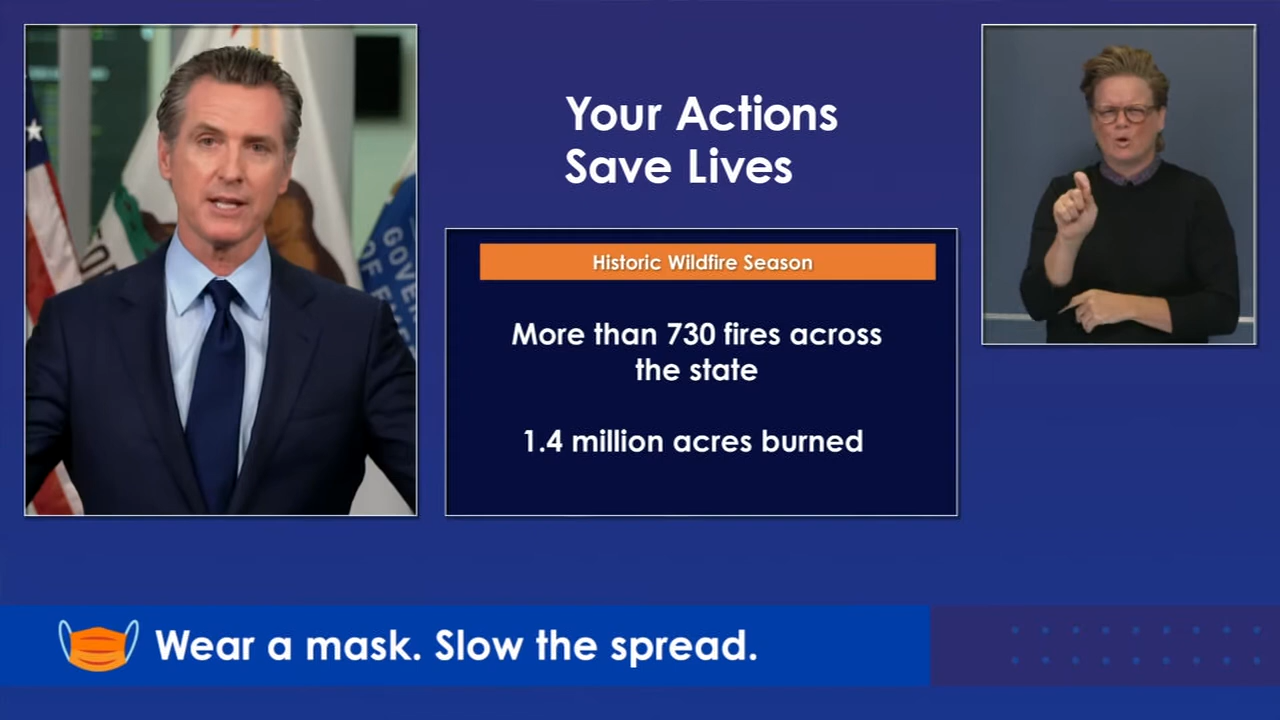 Your Actions
Save Lives
Historic Wildfire Season
More than 730 fires across
the state
1.4 million acres burned
Wear a mask. Slow the spread.